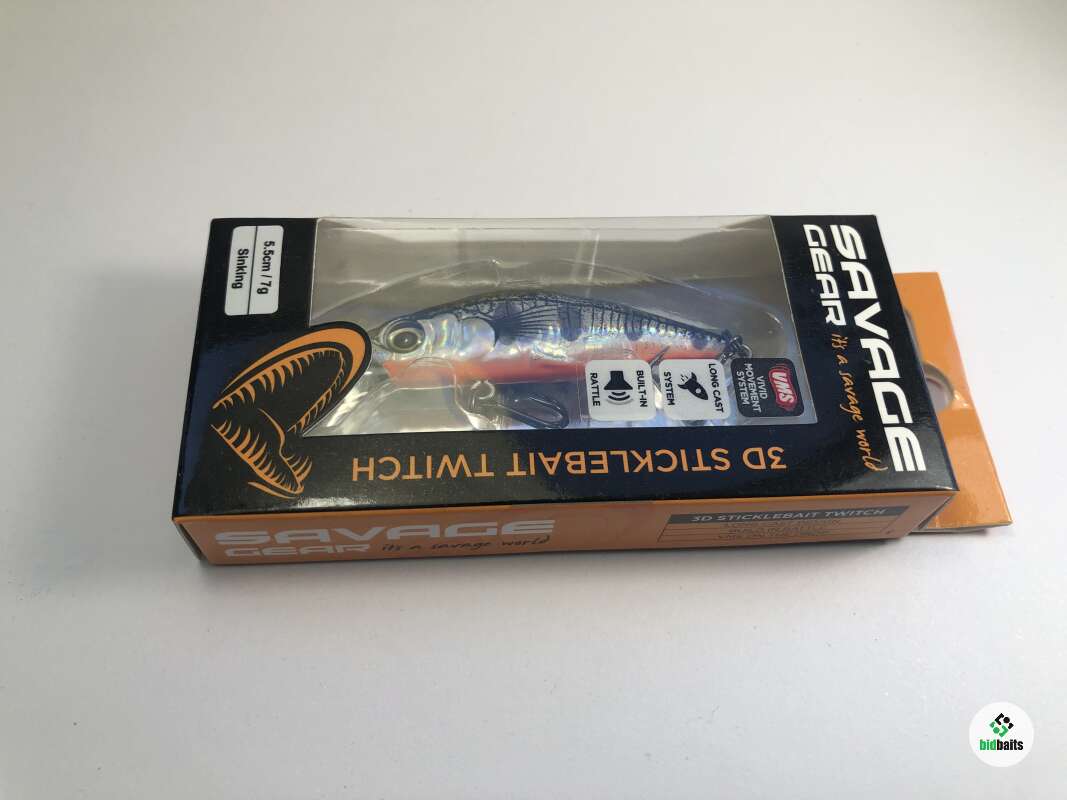 SAVAGE
GEAR it's a savage world
5.5cm / 7g
Sinking
BUILT-IN
RATTLE
LONG CAST
SYSTEM
VMS
VIVID
MOVEMENT
SYSTEM
3D STICKLEBAIT TWITCH
SAVAGE
GEAR it's a savage world
3D STICKLEBAIT TWITCH
bidbaits